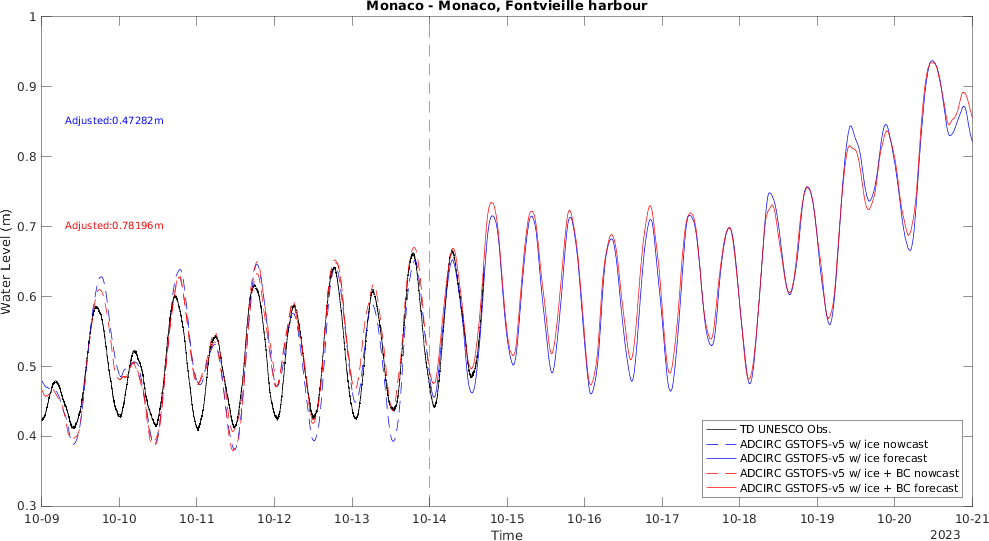 Monaco - Monaco, Fontvieille harbour
1
0.9
0.8
0.7
0.6
0.5
0.4
0.3
Water Level (m)
Adjusted:0.47282m
Adjusted:0.78196m
TD UNESCO Obs.
ADCIRC GSTOFS-v5 w/ ice nowcast
ADCIRC GSTOFS-v5 w/ ice forecast
ADCIRC GSTOFS-v5 w/ ice + BC nowcast
ADCIRC GSTOFS-v5 w/ ice + BC forecast
10-09 10-10 10-11 10-12 10-13 10-14 10-15 10-16 10-17 10-18 10-19 10-20 10-21
Time
2023